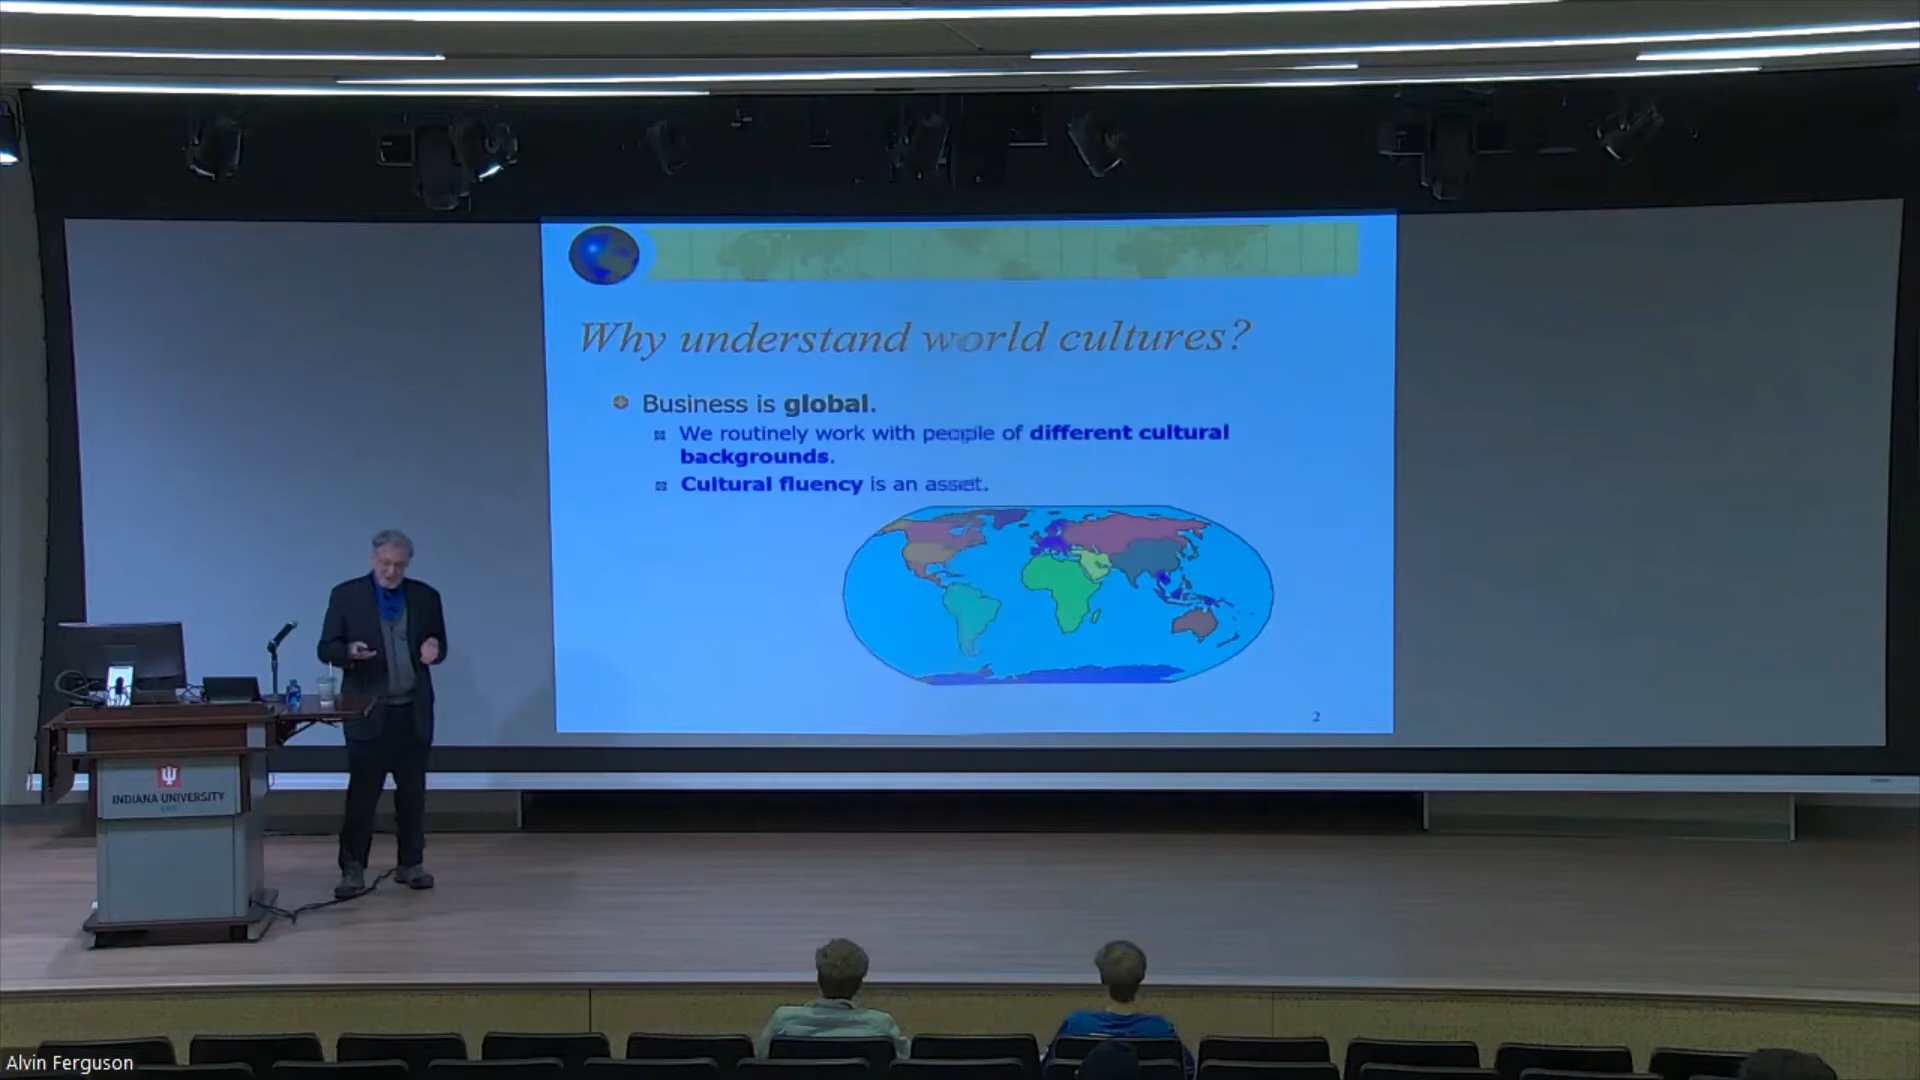 Why understand world cultures?
Business is global.
We routinely work with people of different cultural
backgrounds.
Cultural fluency is an asset.
2
INDIANA UNIVERSITY
Alvin Ferguson